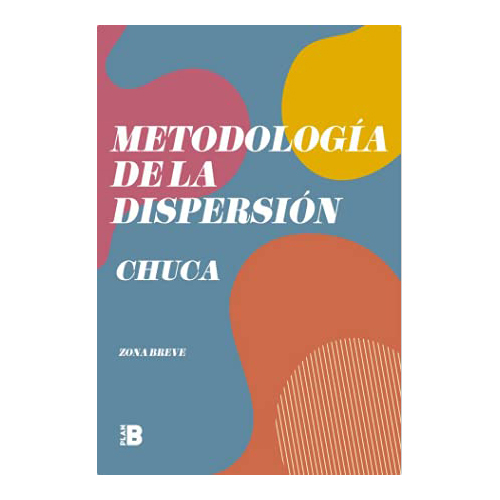 METODOLOGÍA
DE LA
DISPERSIÓN
CHUCA
ZONA BREVE
PLAN
B